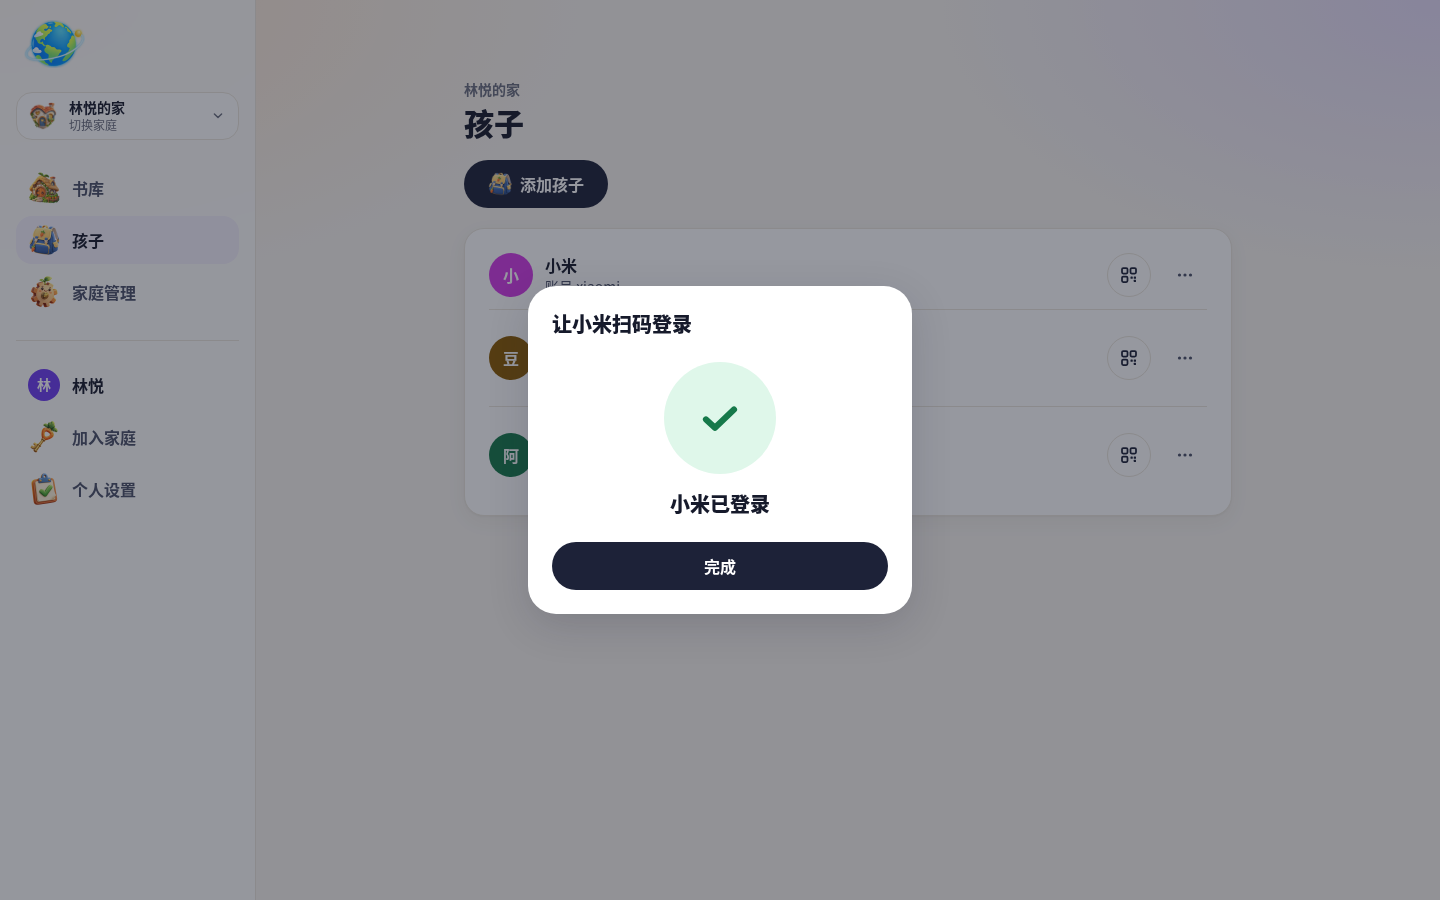 林悦的家
切换家庭
书库
孩子
家庭管理
林
林悦
加入家庭
个人设置
林悦的家
孩子
添加孩子
小
小米
豆
阿
让小米扫码登录
小米已登录
完成